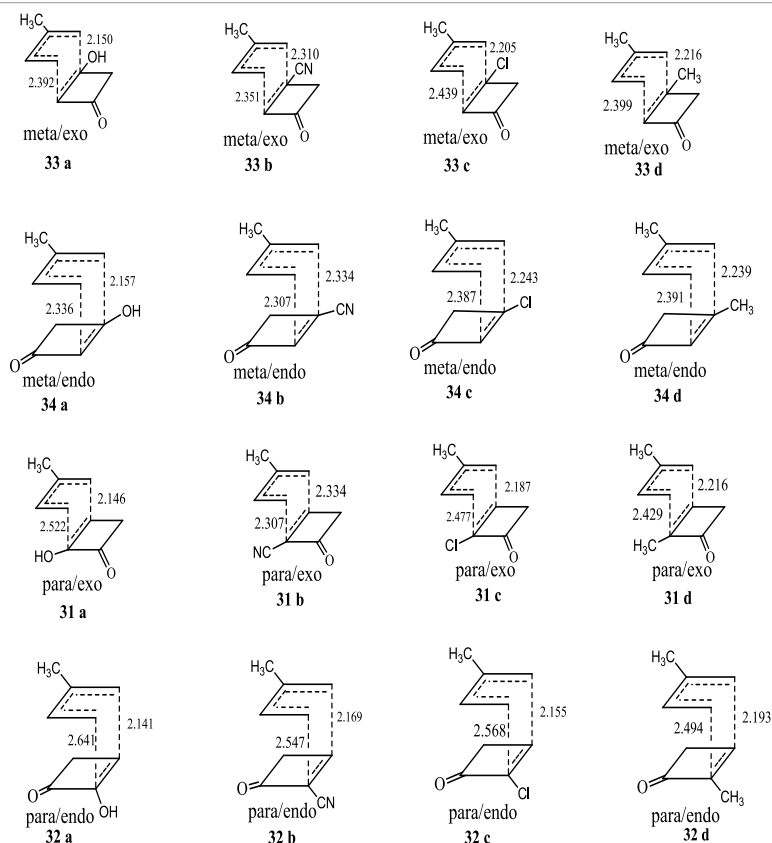 H3C 2.150 OH 2.392 O
meta/exo
33 a
H3C 2.310 CN 2.351 O
meta/exo
33 b
H3C 2.205 Cl 2.439 O
meta/exo
33 c
H3C 2.216 CH3 2.399 O
meta/exo
33 d
H3C 2.157 2.336 OH O
meta/endo
34 a
H3C 2.334 2.307 CN O
meta/endo
34 b
H3C 2.243 2.387 Cl O
meta/endo
34 c
H3C 2.239 2.391 CH3 O
meta/endo
34 d
H3C 2.146 2.522 HO O
para/exo
31 a
H3C 2.334 2.307 NC O
para/exo
31 b
H3C 2.187 2.477 Cl O
para/exo
31 c
H3C 2.216 2.429 H3C O
para/exo
31 d
H3C 2.141 2.641 O OH
para/endo
32 a
H3C 2.169 2.547 O CN
para/endo
32 b
H3C 2.155 2.568 O Cl
para/endo
32 c
H3C 2.193 2.494 O CH3
para/endo
32 d